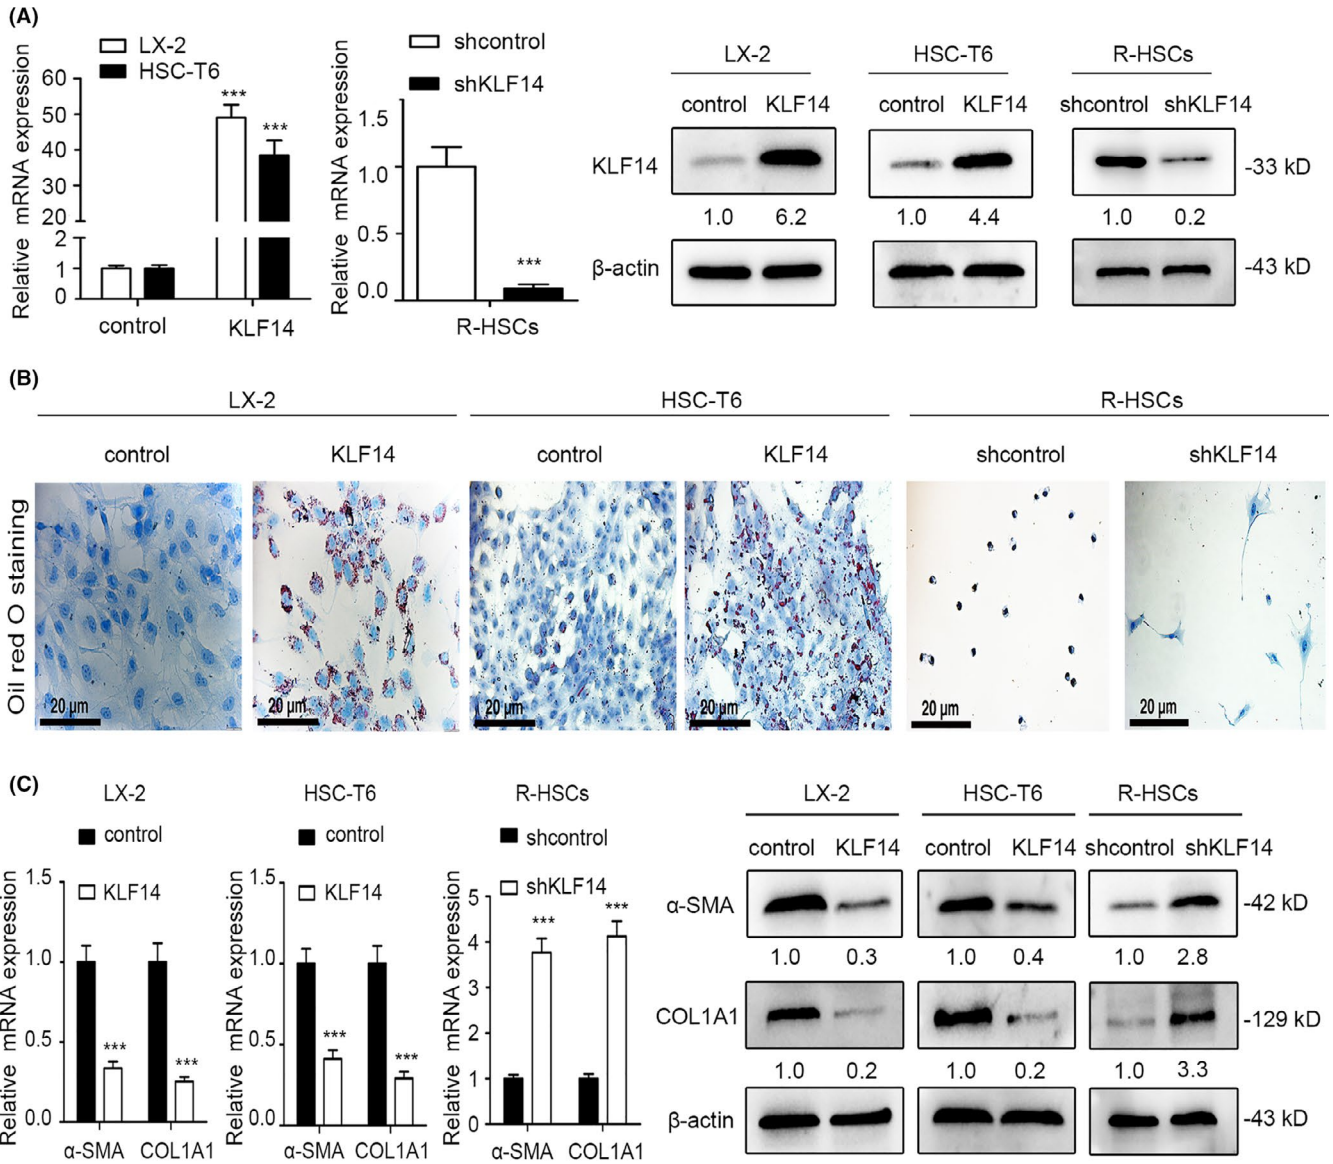 (A)
LX-2
HSC-T6
Relative mRNA expression
60
50
40
30
20
2
1
0
***
***
control
KLF14
shcontrol
shKLF14
Relative mRNA expression
1.5
1.0
0.5
0.0
***
R-HSCs
LX-2 HSC-T6 R-HSCs
control KLF14 control KLF14 shcontrol shKLF14
KLF14 -33 kD
1.0 6.2 1.0 4.4 1.0 0.2
β-actin -43 kD
(B)
LX-2 HSC-T6 R-HSCs
control KLF14 control KLF14 shcontrol shKLF14
Oil red O staining
20 µm 20 µm 20 µm 20 µm 20 µm 20 µm
(C)
LX-2
control
KLF14
Relative mRNA expression
1.5
1.0
0.5
0.0
***
***
α-SMA COL1A1
HSC-T6
control
KLF14
Relative mRNA expression
1.5
1.0
0.5
0.0
***
***
α-SMA COL1A1
R-HSCs
shcontrol
shKLF14
Relative mRNA expression
5
4
3
2
1
0
***
***
α-SMA COL1A1
LX-2 HSC-T6 R-HSCs
control KLF14 control KLF14 shcontrol shKLF14
α-SMA -42 kD
1.0 0.3 1.0 0.4 1.0 2.8
COL1A1 -129 kD
1.0 0.2 1.0 0.2 1.0 3.3
β-actin -43 kD